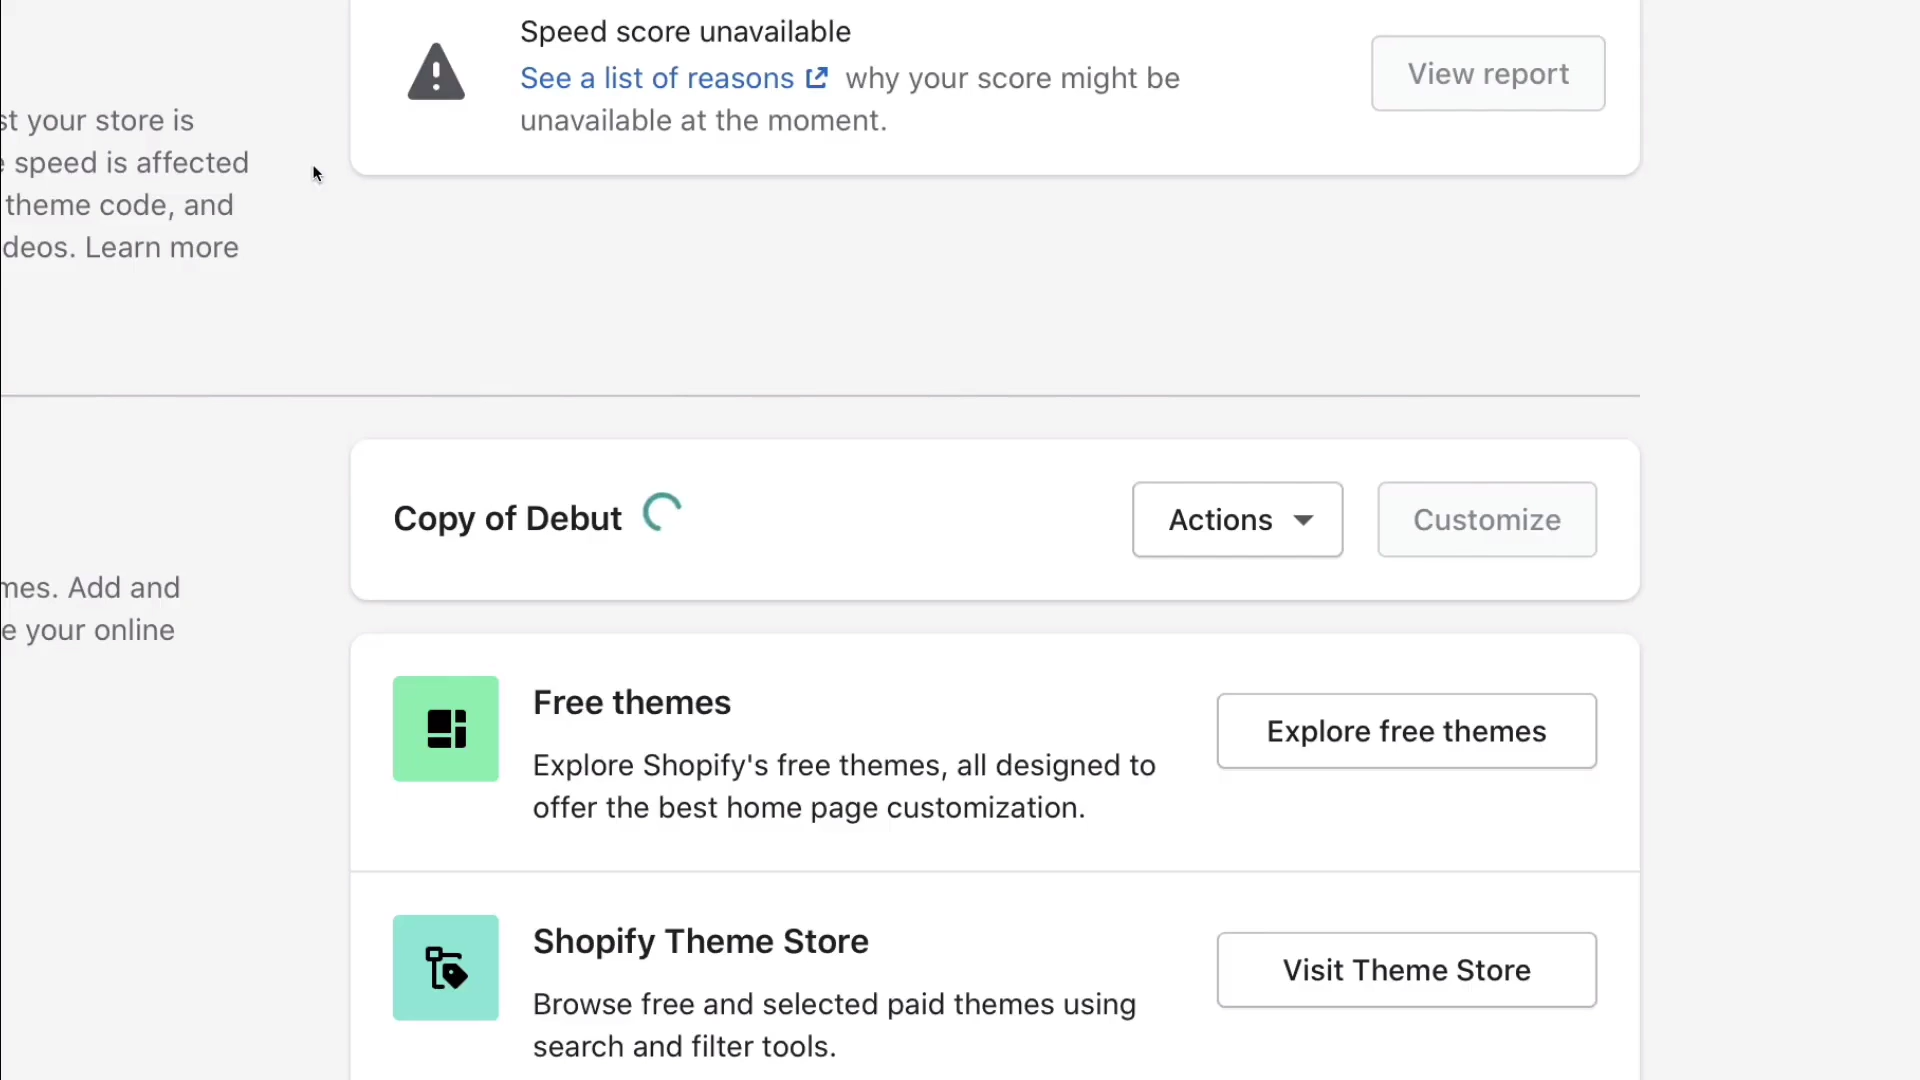 Speed score unavailable
See a list of reasons why your score might be
unavailable at the moment.
View report
st your store is
speed is affected
theme code, and
deos. Learn more
Copy of Debut
Actions
Customize
mes. Add and
e your online
Free themes
Explore Shopify's free themes, all designed to
offer the best home page customization.
Explore free themes
Shopify Theme Store
Browse free and selected paid themes using
search and filter tools.
Visit Theme Store